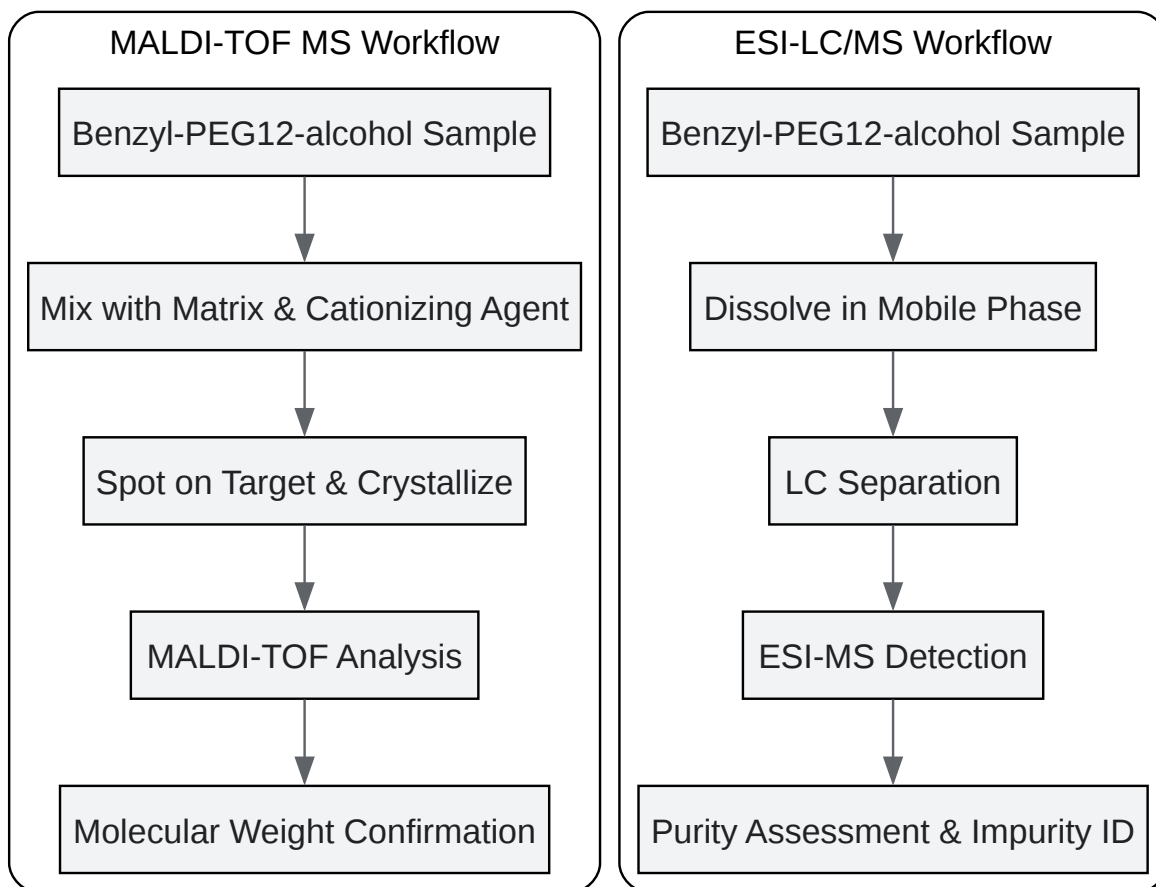 MALDI-TOF MS Workflow
Benzyl-PEG12-alcohol Sample
Mix with Matrix & Cationizing Agent
Spot on Target & Crystallize
MALDI-TOF Analysis
Molecular Weight Confirmation
ESI-LC/MS Workflow
Benzyl-PEG12-alcohol Sample
Dissolve in Mobile Phase
LC Separation
ESI-MS Detection
Purity Assessment & Impurity ID